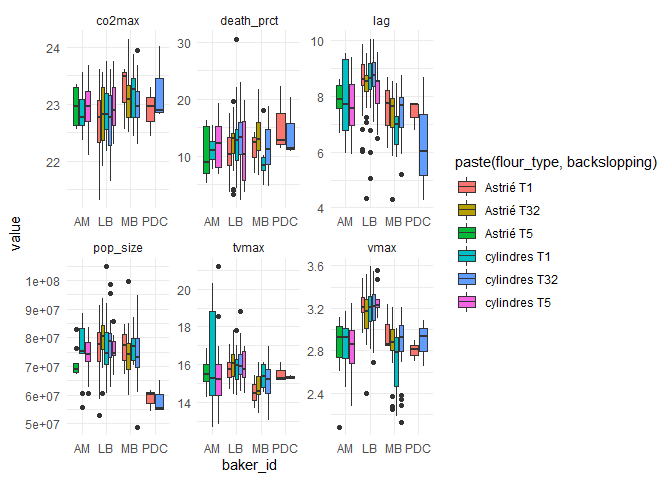 co2max death_prct lag
24
23
22
30
20
10
10
8
6
4
AM LB MB PDC AM LB MB PDC AM LB MB PDC
pop_size tvmax vmax
1e+08
9e+07
8e+07
7e+07
6e+07
5e+07
20
18
16
14
3.6
3.2
2.8
2.4
AM LB MB PDC AM LB MB PDC AM LB MB PDC
value
baker_id
paste(flour_type, backslopping)
Astrié T1
Astrié T32
Astrié T5
cylindres T1
cylindres T32
cylindres T5